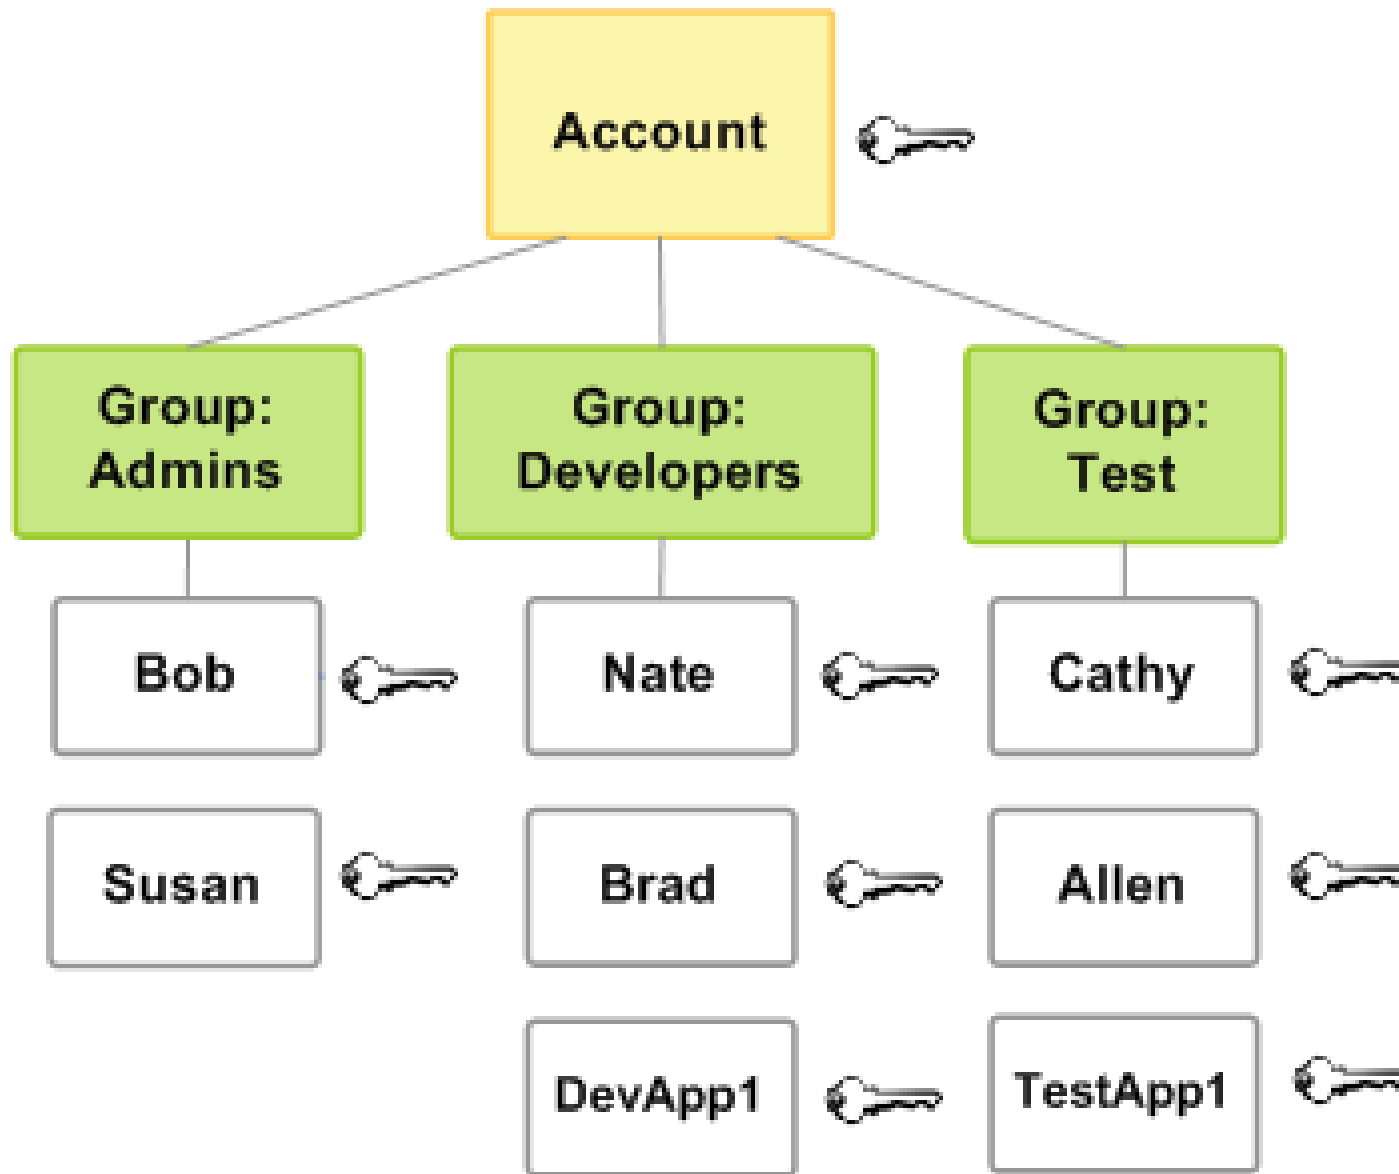 Account
Group:
Admins
Group:
Developers
Group:
Test
Bob
Nate
Cathy
Susan
Brad
Allen
DevApp1
TestApp1